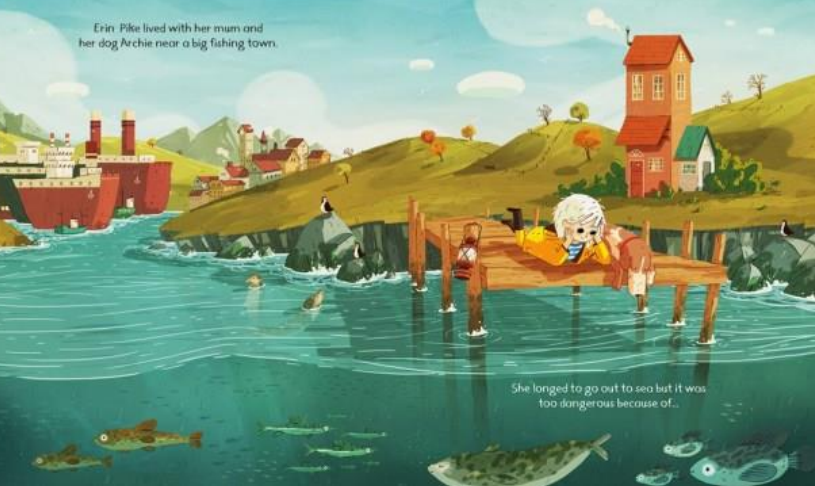 Erin Pike lived with her mum and
her dog Archie near a big fishing town.
She longed to go out to sea but it was
too dangerous because of...